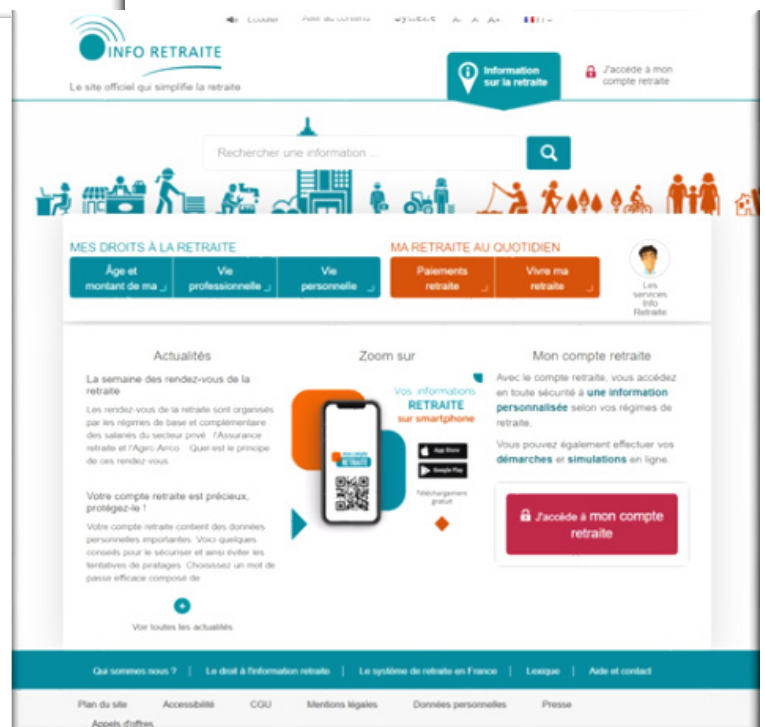 Écouter
A- A A+ FR
INFO RETRAITE
Le site officiel qui simplifie la retraite
Information
sur la retraite
J'accède à mon
compte retraite
Rechercher une information ...
MES DROITS À LA RETRAITE
MA RETRAITE AU QUOTIDIEN
Âge et
montant de ma
Vie
professionnelle
Vie
personnelle
Paiements
retraite
Vivre ma
retraite
Les
services
Info
Retraite
Actualités
La semaine des rendez-vous de la
retraite
Les rendez-vous de la retraite sont organisés
par les régimes de base et complémentaire
des salariés du secteur privé : l'Assurance
retraite et l'Agirc-Arrco. Quel est le principe
de ces rendez-vous
Votre compte retraite est précieux,
protégez-le !
Votre compte retraite contient des données
personnelles importantes. Voici quelques
conseils pour le sécuriser et ainsi éviter les
tentatives de piratages. Choisissez un mot de
passe efficace composé de
Voir toutes les actualités
Zoom sur
Vos informations
RETRAITE
sur smartphone
mon compte
RETRAITE
App Store
Google Play
Téléchargement
gratuit
Mon compte retraite
Avec le compte retraite, vous accédez
en toute sécurité à une information
personnalisée selon vos régimes de
retraite.
Vous pouvez également effectuer vos
démarches et simulations en ligne.
J'accède à mon compte
retraite
Qui sommes nous ? | Le droit à l'information retraite | Le système de retraite en France | Lexique | Aide et contact
Plan du site Accessibilité CGU Mentions légales Données personnelles Presse
Appels d'offres